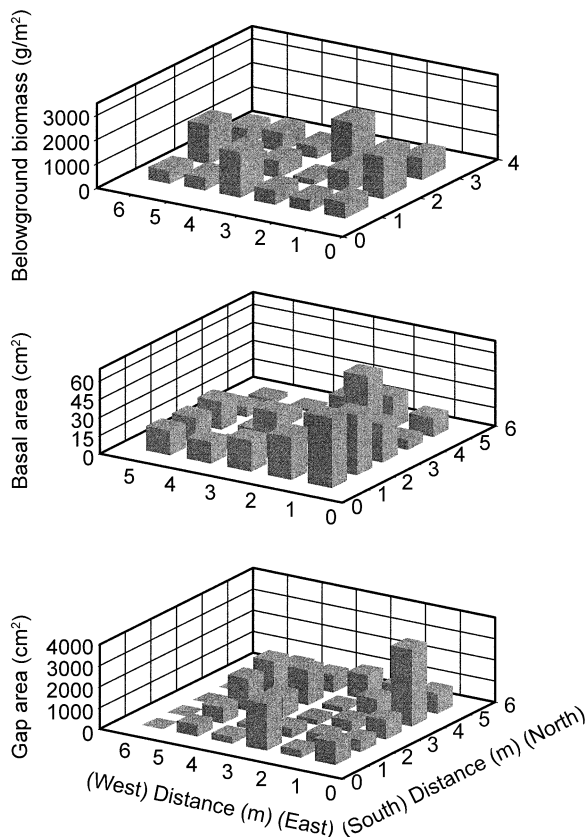 Belowground biomass (g/m²)
3000
2000
1000
0
6 5 4 3 2 1 0
0 1 2 3 4
Basal area (cm²)
60
45
30
15
0
5 4 3 2 1 0
0 1 2 3 4 5 6
Gap area (cm²)
4000
3000
2000
1000
0
6 5 4 3 2 1 0
0 1 2 3 4 5 6
(West) Distance (m) (East)
(South) Distance (m) (North)